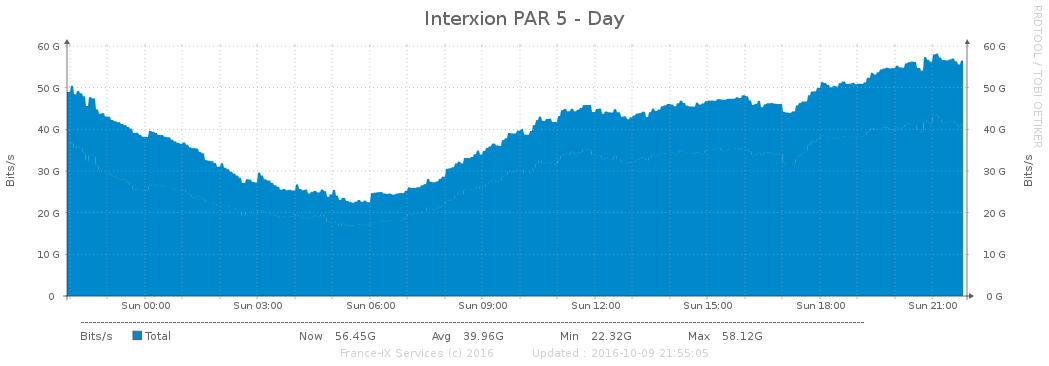 Interxion PAR 5 - Day
RRDTOOL / TOBI OETIKER
Bits/s
60 G
50 G
40 G
30 G
20 G
10 G
0
60 G
50 G
40 G
30 G
20 G
10 G
0 G
Bits/s
Sun 00:00 Sun 03:00 Sun 06:00 Sun 09:00 Sun 12:00 Sun 15:00 Sun 18:00 Sun 21:00
Bits/s Total Now 56.45G Avg 39.96G Min 22.32G Max 58.12G
France-IX Services (c) 2016 Updated : 2016-10-09 21:55:05